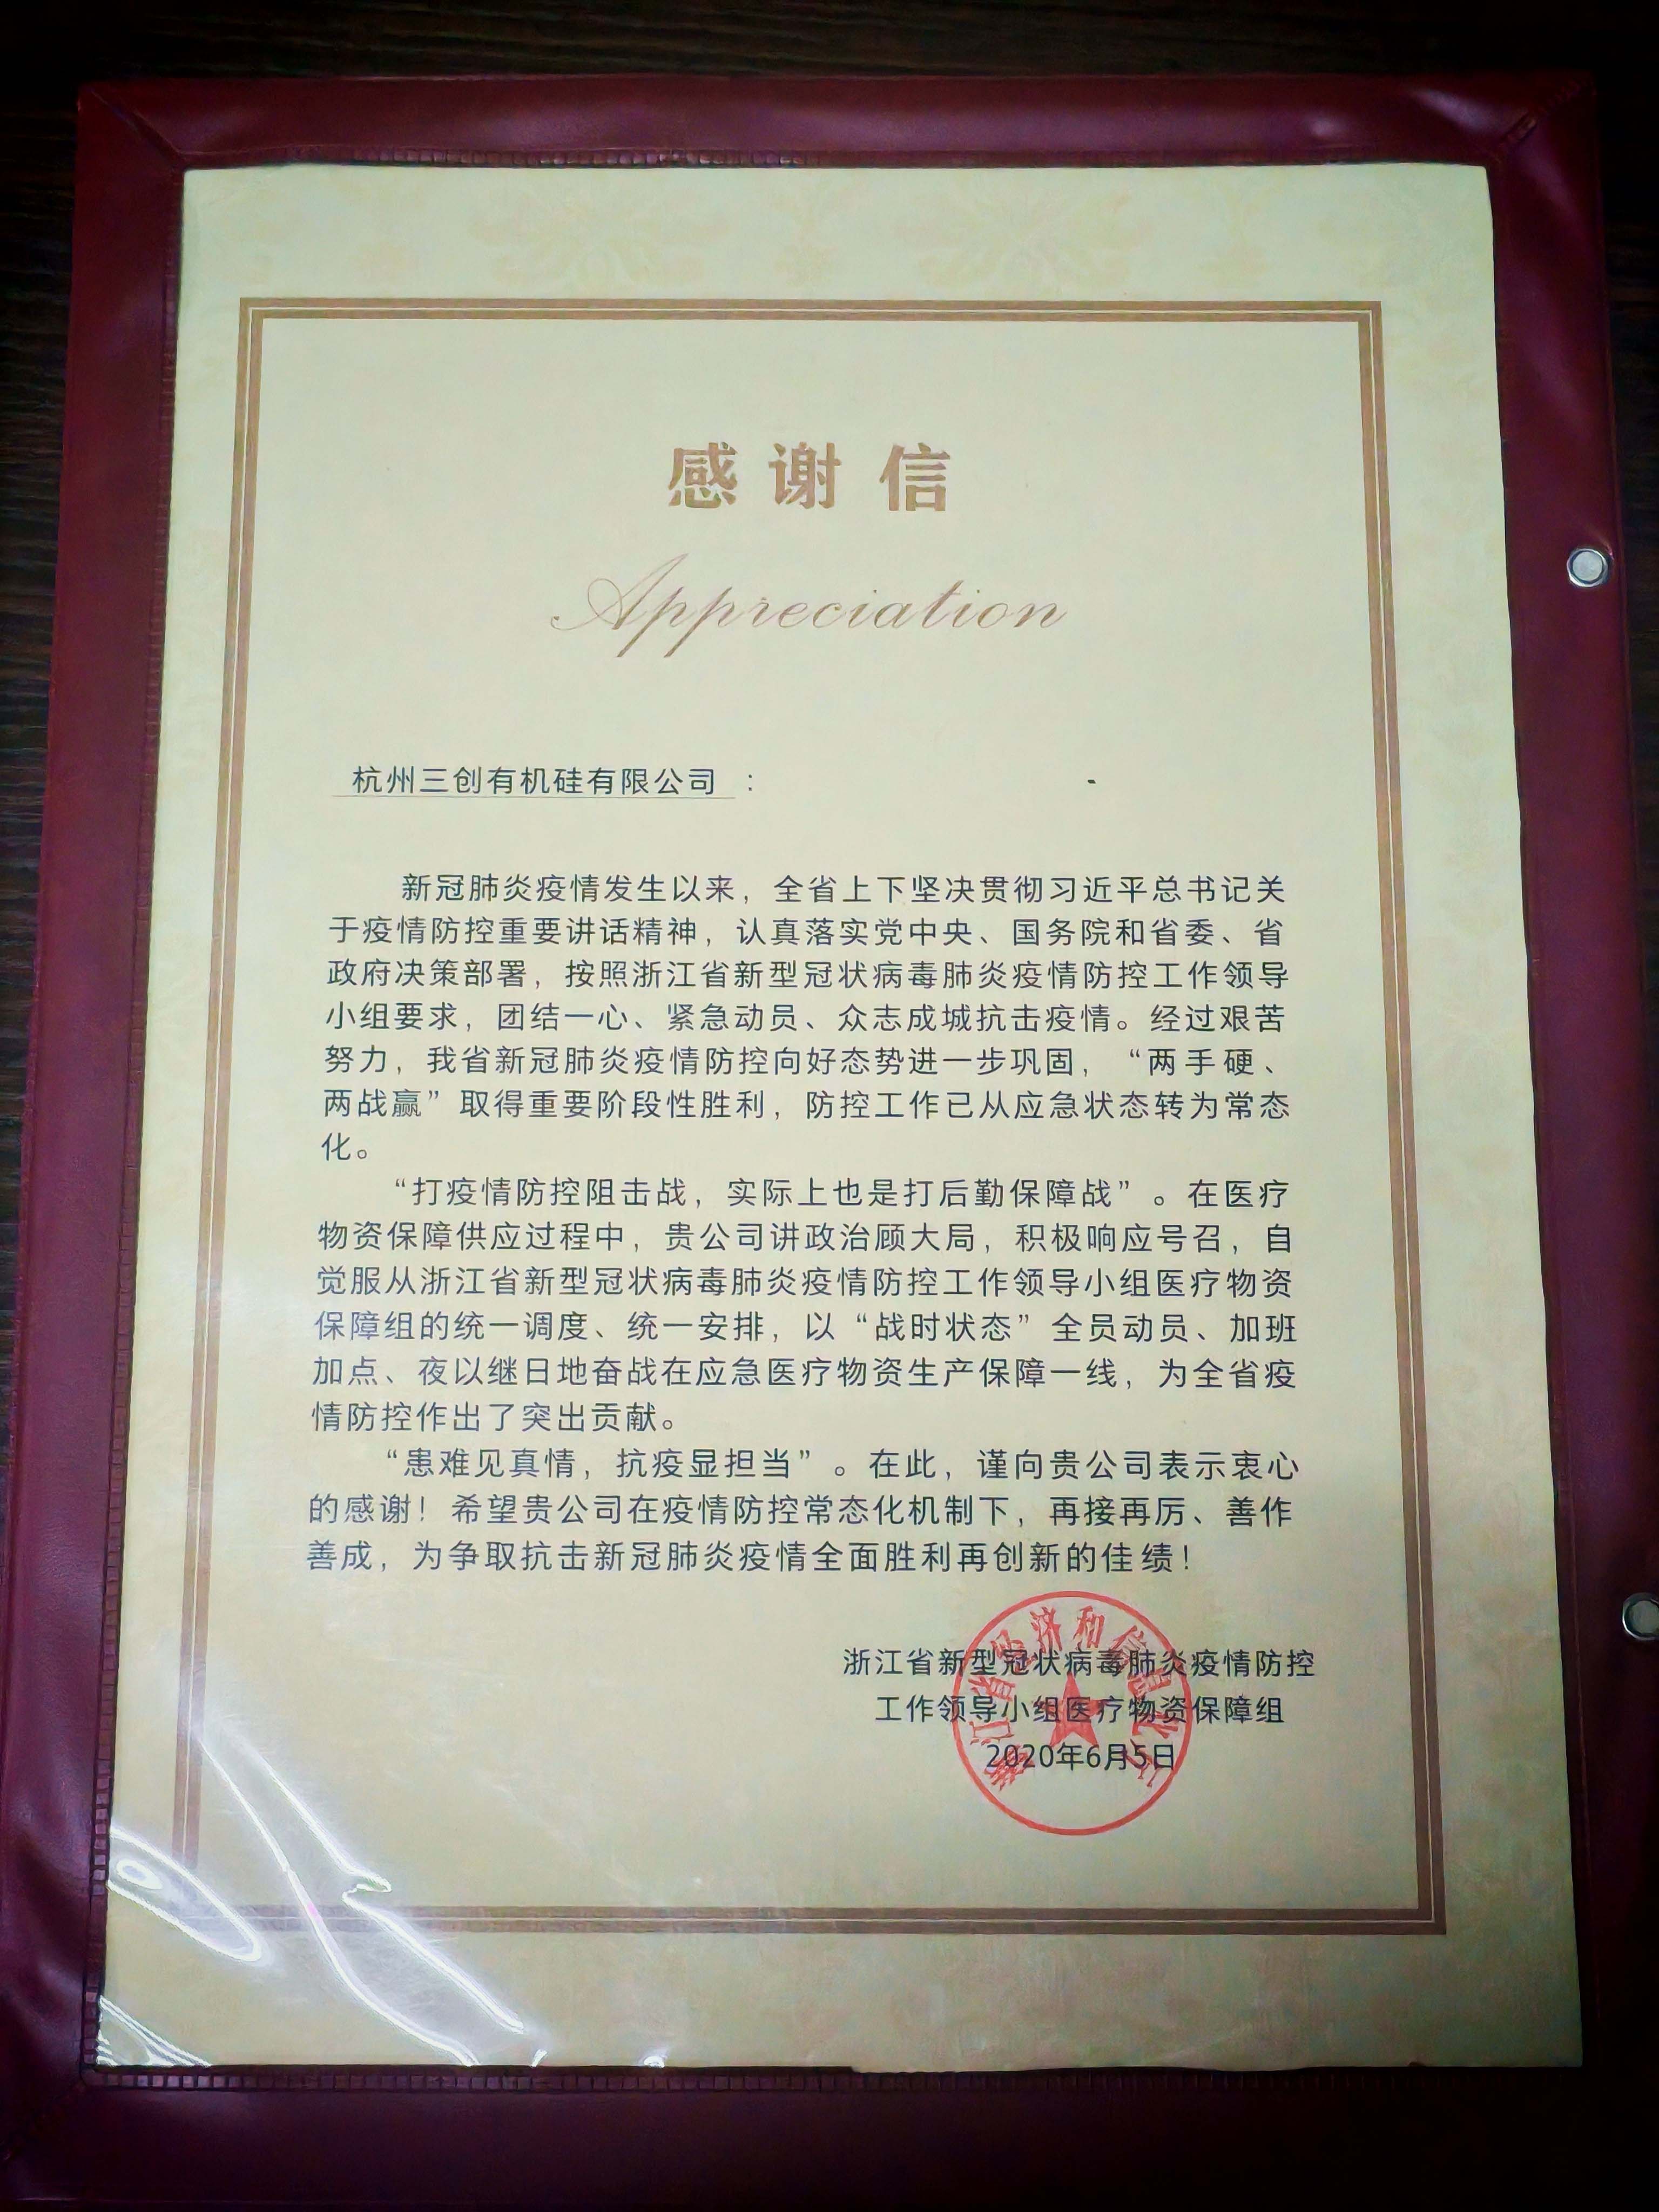 感谢信
Appreciation
杭州三创有机硅有限公司：
新冠肺炎疫情发生以来，全省上下坚决贯彻习近平总书记关
于疫情防控重要讲话精神，认真落实党中央、国务院和省委、省
政府决策部署，按照浙江省新型冠状病毒肺炎疫情防控工作领导
小组要求，团结一心、紧急动员、众志成城抗击疫情。经过艰苦
努力，我省新冠肺炎疫情防控向好态势进一步巩固，“两手硬、
两战赢”取得重要阶段性胜利，防控工作已从应急状态转为常态
化。
“打疫情防控阻击战，实际上也是打后勤保障战”。在医疗
物资保障供应过程中，贵公司讲政治顾大局，积极响应号召，自
觉服从浙江省新型冠状病毒肺炎疫情防控工作领导小组医疗物资
保障组的统一调度、统一安排，以“战时状态”全员动员、加班
加点、夜以继日地奋战在应急医疗物资生产保障一线，为全省疫
情防控作出了突出贡献。
“患难见真情，抗疫显担当”。在此，谨向贵公司表示衷心
的感谢！希望贵公司在疫情防控常态化机制下，再接再厉、善作
善成，为争取抗击新冠肺炎疫情全面胜利再创新的佳绩！
浙江省新型冠状病毒肺炎疫情防控
工作领导小组医疗物资保障组
2020年6月5日
浙江省经济和信息化厅